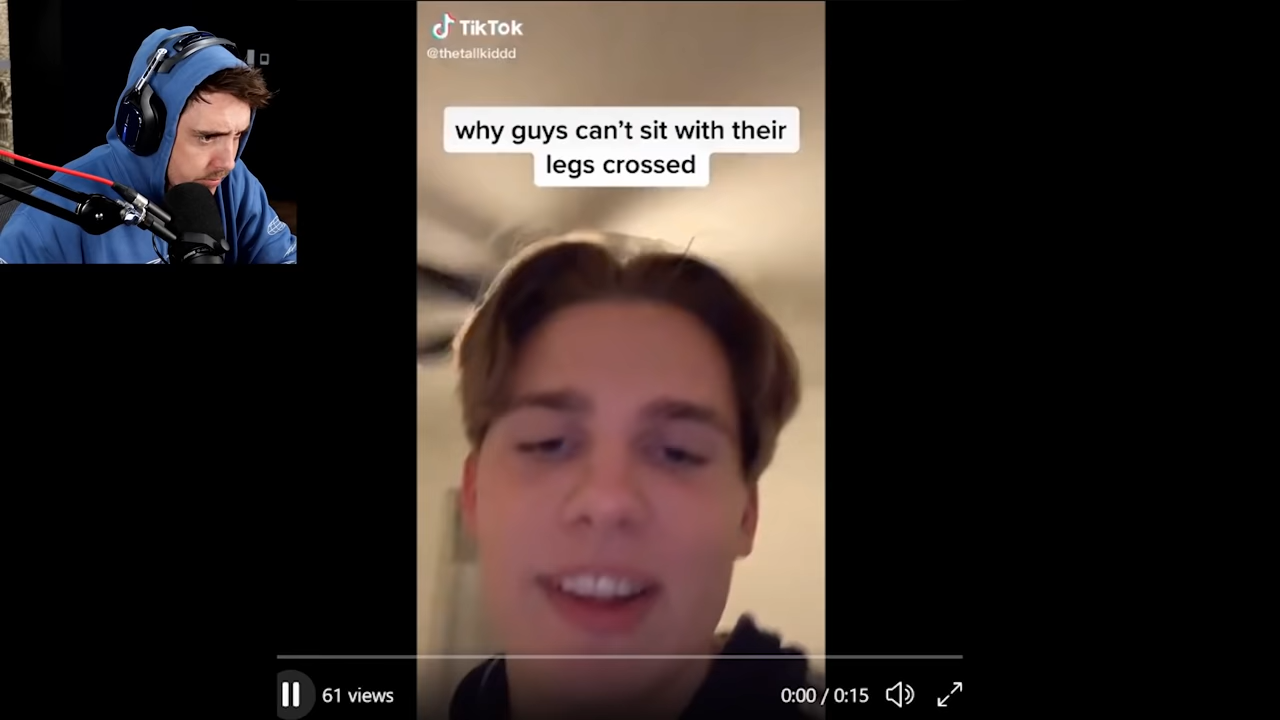 TikTok
@thetallkiddd
why guys can't sit with their
legs crossed
61 views
0:00 / 0:15